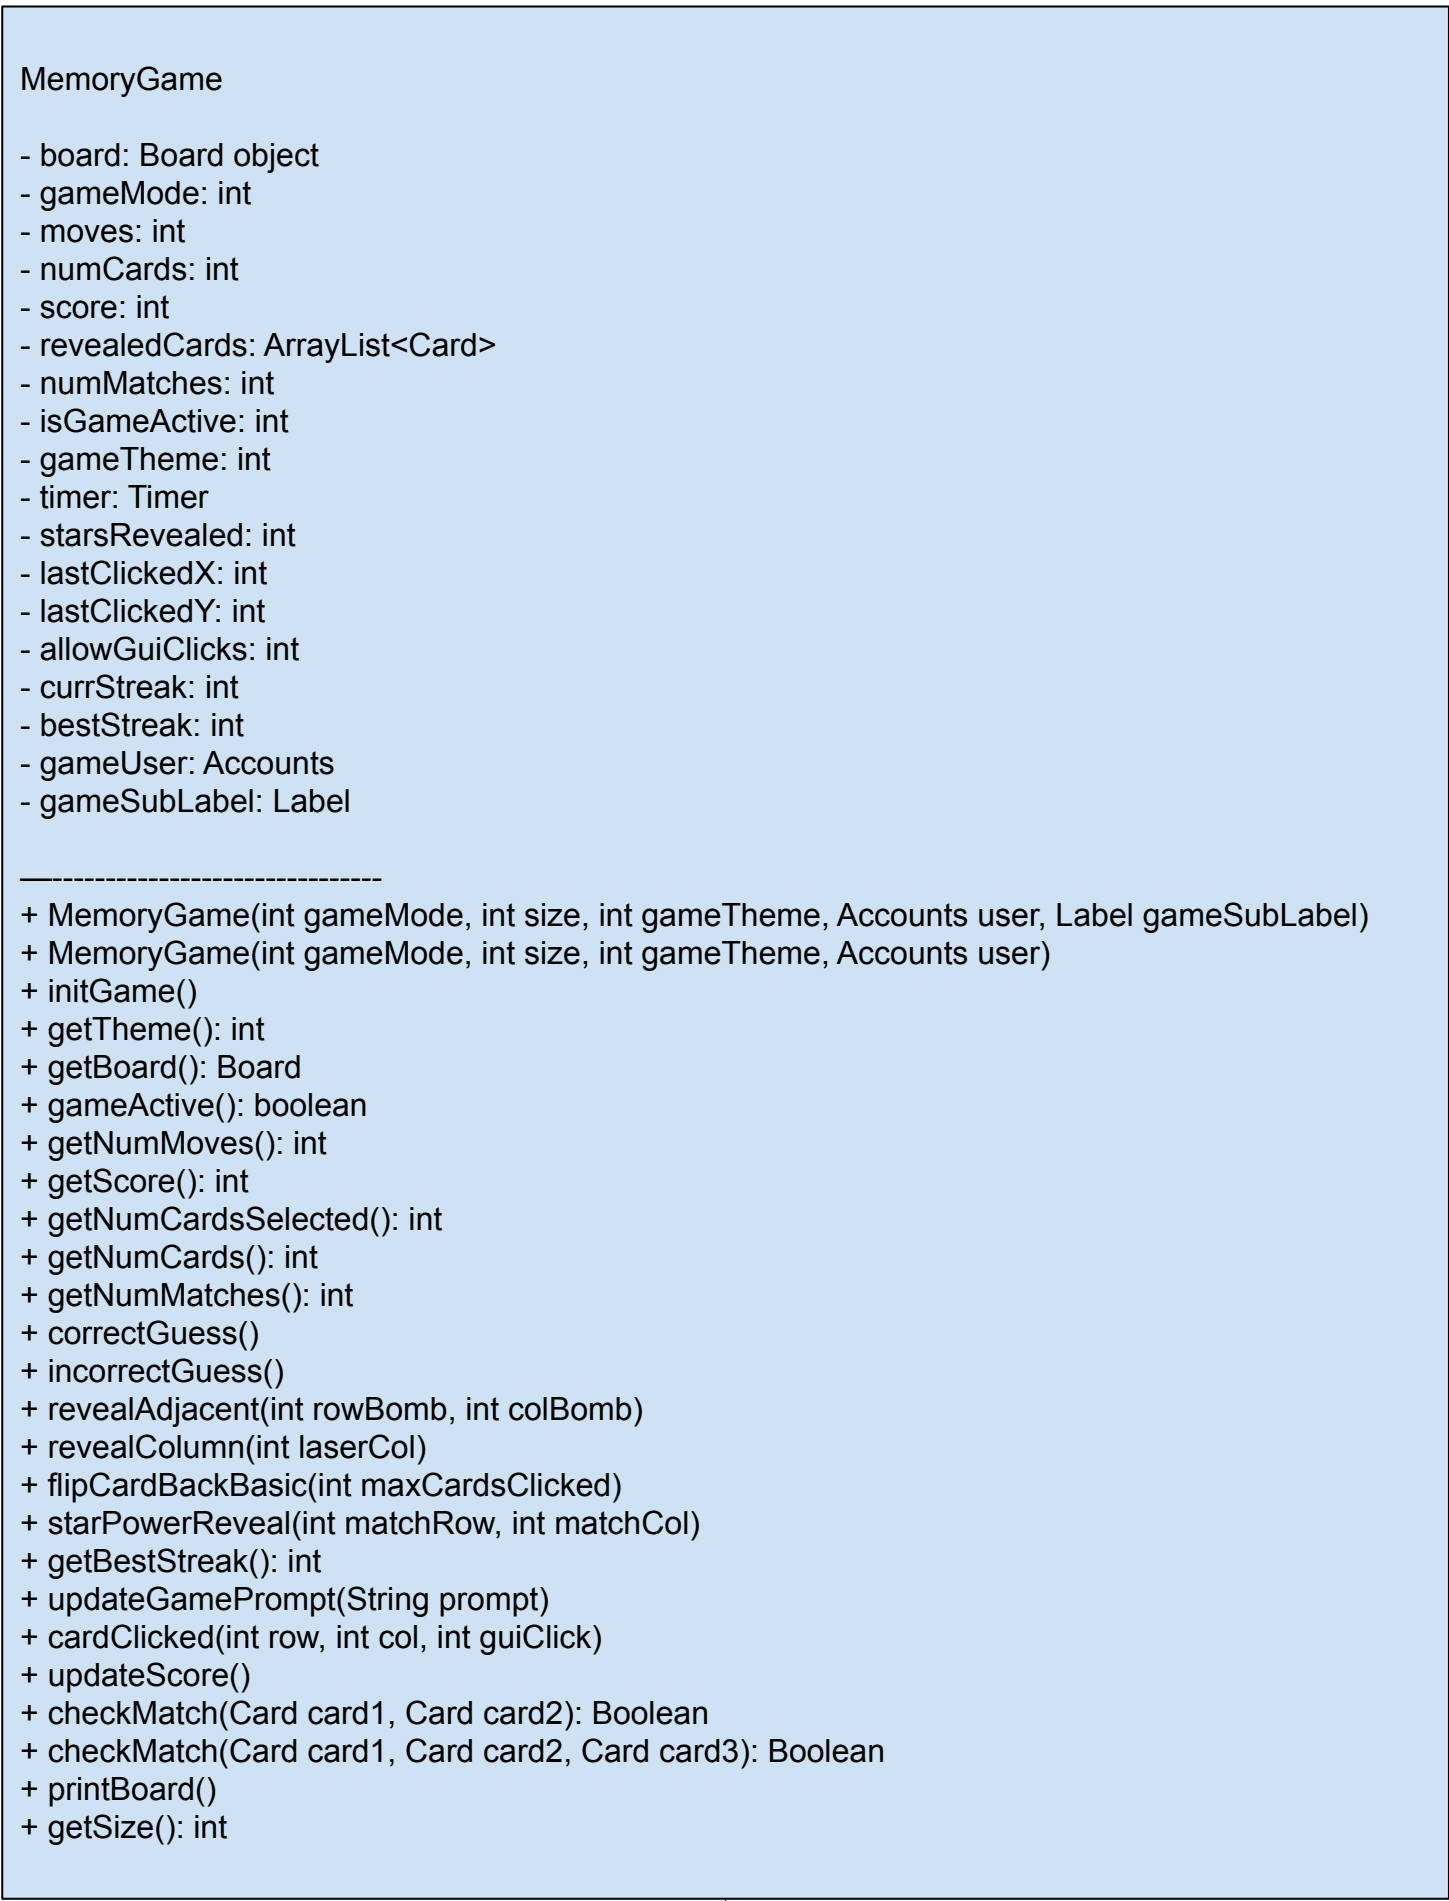 MemoryGame
- board: Board object
- gameMode: int
- moves: int
- numCards: int
- score: int
- revealedCards: ArrayList<Card>
- numMatches: int
- isGameActive: int
- gameTheme: int
- timer: Timer
- starsRevealed: int
- lastClickedX: int
- lastClickedY: int
- allowGuiClicks: int
- currStreak: int
- bestStreak: int
- gameUser: Accounts
- gameSubLabel: Label
—-------------------------------
+ MemoryGame(int gameMode, int size, int gameTheme, Accounts user, Label gameSubLabel)
+ MemoryGame(int gameMode, int size, int gameTheme, Accounts user)
+ initGame()
+ getTheme(): int
+ getBoard(): Board
+ gameActive(): boolean
+ getNumMoves(): int
+ getScore(): int
+ getNumCardsSelected(): int
+ getNumCards(): int
+ getNumMatches(): int
+ correctGuess()
+ incorrectGuess()
+ revealAdjacent(int rowBomb, int colBomb)
+ revealColumn(int laserCol)
+ flipCardBackBasic(int maxCardsClicked)
+ starPowerReveal(int matchRow, int matchCol)
+ getBestStreak(): int
+ updateGamePrompt(String prompt)
+ cardClicked(int row, int col, int guiClick)
+ updateScore()
+ checkMatch(Card card1, Card card2): Boolean
+ checkMatch(Card card1, Card card2, Card card3): Boolean
+ printBoard()
+ getSize(): int